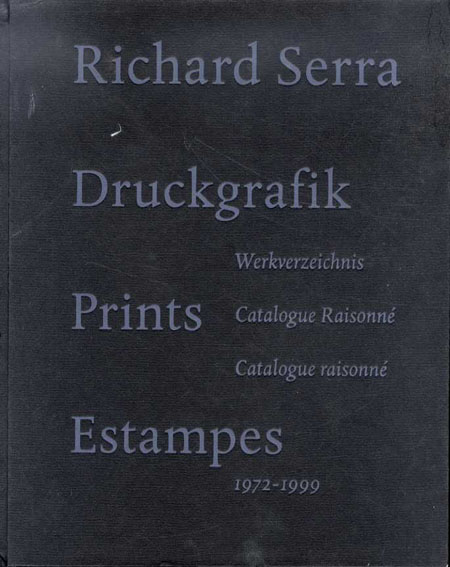 Richard Serra
Druckgrafik
Werkverzeichnis
Prints
Catalogue Raisonné
Catalogue raisonné
Estampes
1972-1999